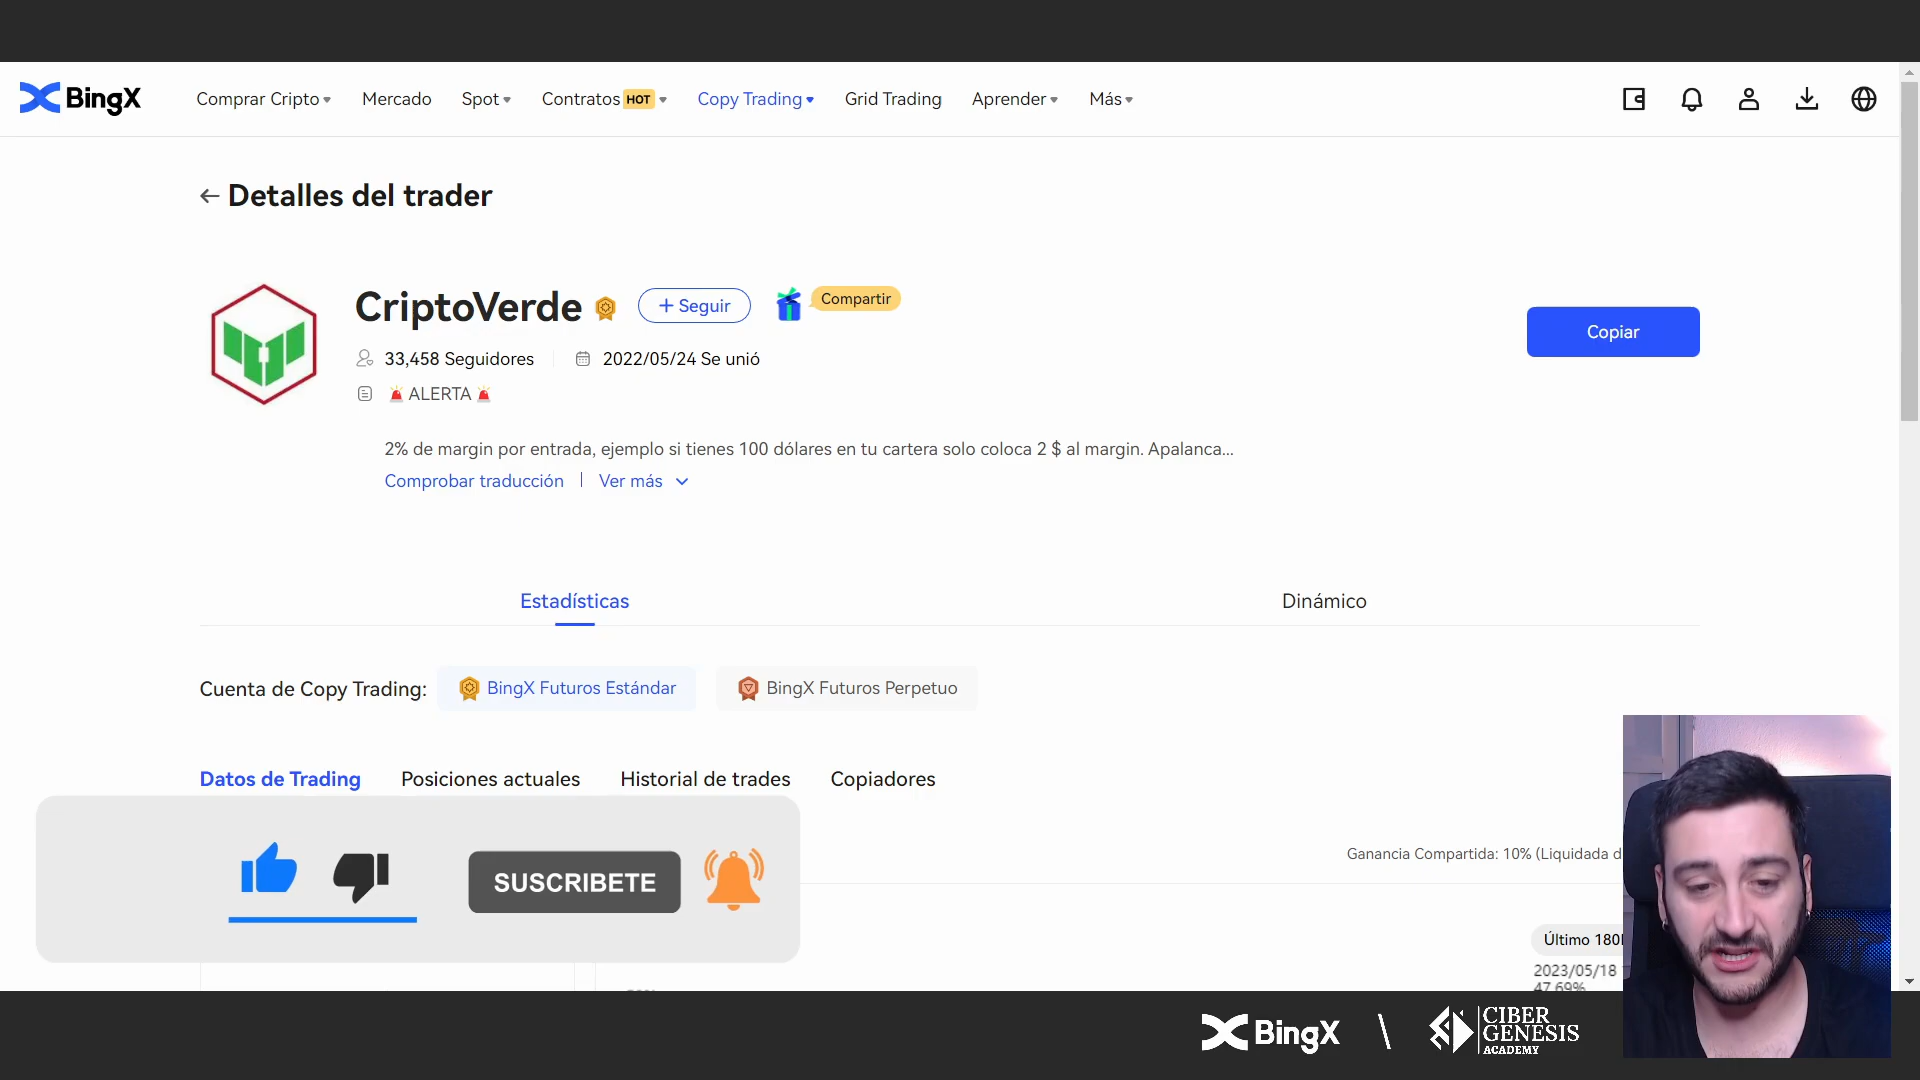 BingX
Comprar Cripto
Mercado
Spot
Contratos HOT
Copy Trading
Grid Trading
Aprender
Más
Detalles del trader
CriptoVerde
+ Seguir
Compartir
Copiar
33,458 Seguidores
2022/05/24 Se unió
ALERTA
2% de margin por entrada, ejemplo si tienes 100 dólares en tu cartera solo coloca 2 $ al margin. Apalanca...
Comprobar traducción | Ver más
Estadísticas
Dinámico
Cuenta de Copy Trading:
BingX Futuros Estándar
BingX Futuros Perpetuo
Datos de Trading
Posiciones actuales
Historial de trades
Copiadores
Ganancia Compartida: 10% (Liquidada d
SUSCRIBETE
Último 180
2023/05/18
47.69%
BingX \ CIBER
GENESIS
ACADEMY